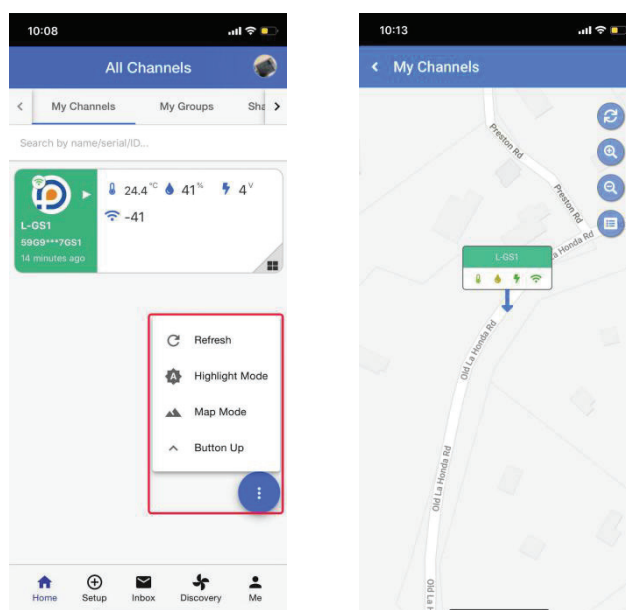 10:08
All Channels
My Channels
My Groups
Sha
Search by name/serial/ID...
24.4 °C 41 % 4 V
-41
L-GS1
59G9***7GS1
14 minutes ago
Refresh
Highlight Mode
Map Mode
Button Up
Home
Setup
Inbox
Discovery
Me
10:13
My Channels
Preston Rd
Preston Rd
a Honda Rd
L-GS1
Old La Honda Rd
Old La Honda Rd
Old La H